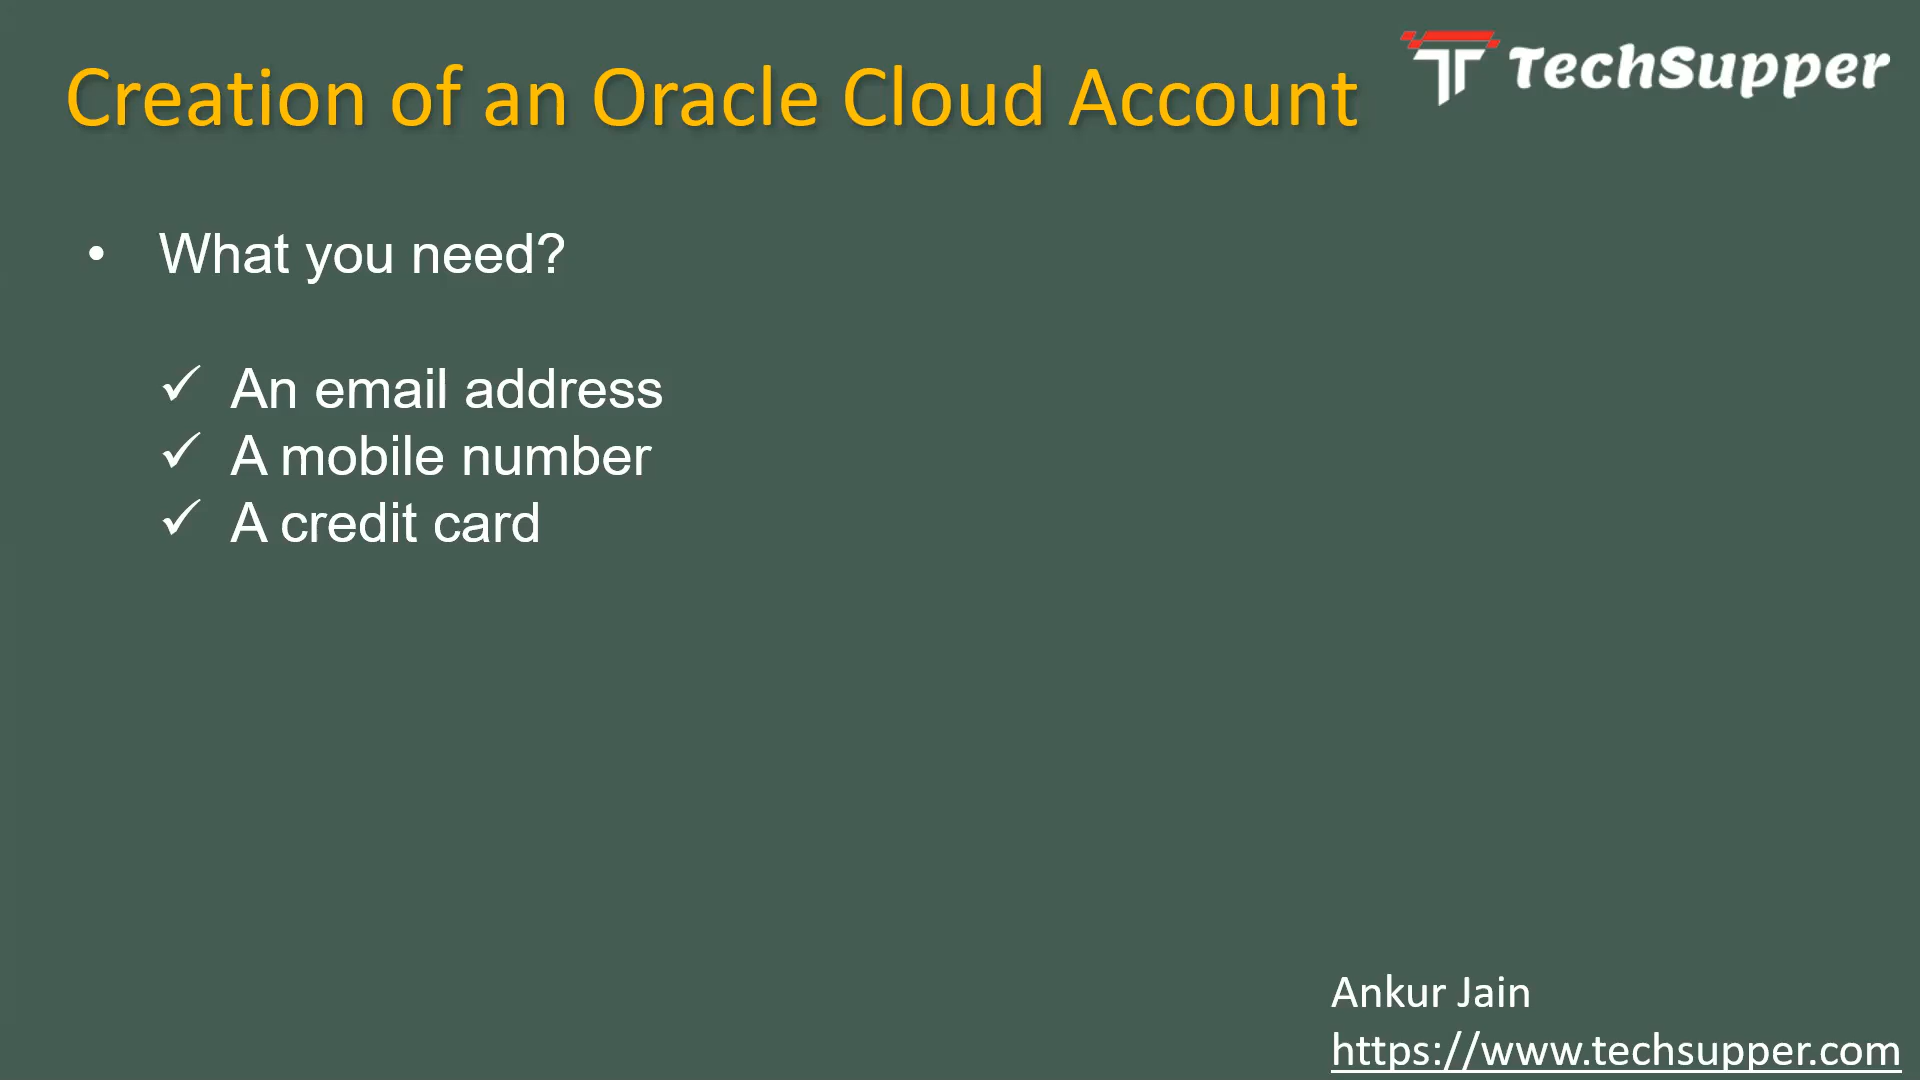 Creation of an Oracle Cloud Account
TechSupper
• What you need?
✓ An email address
✓ A mobile number
✓ A credit card
Ankur Jain
https://www.techsupper.com